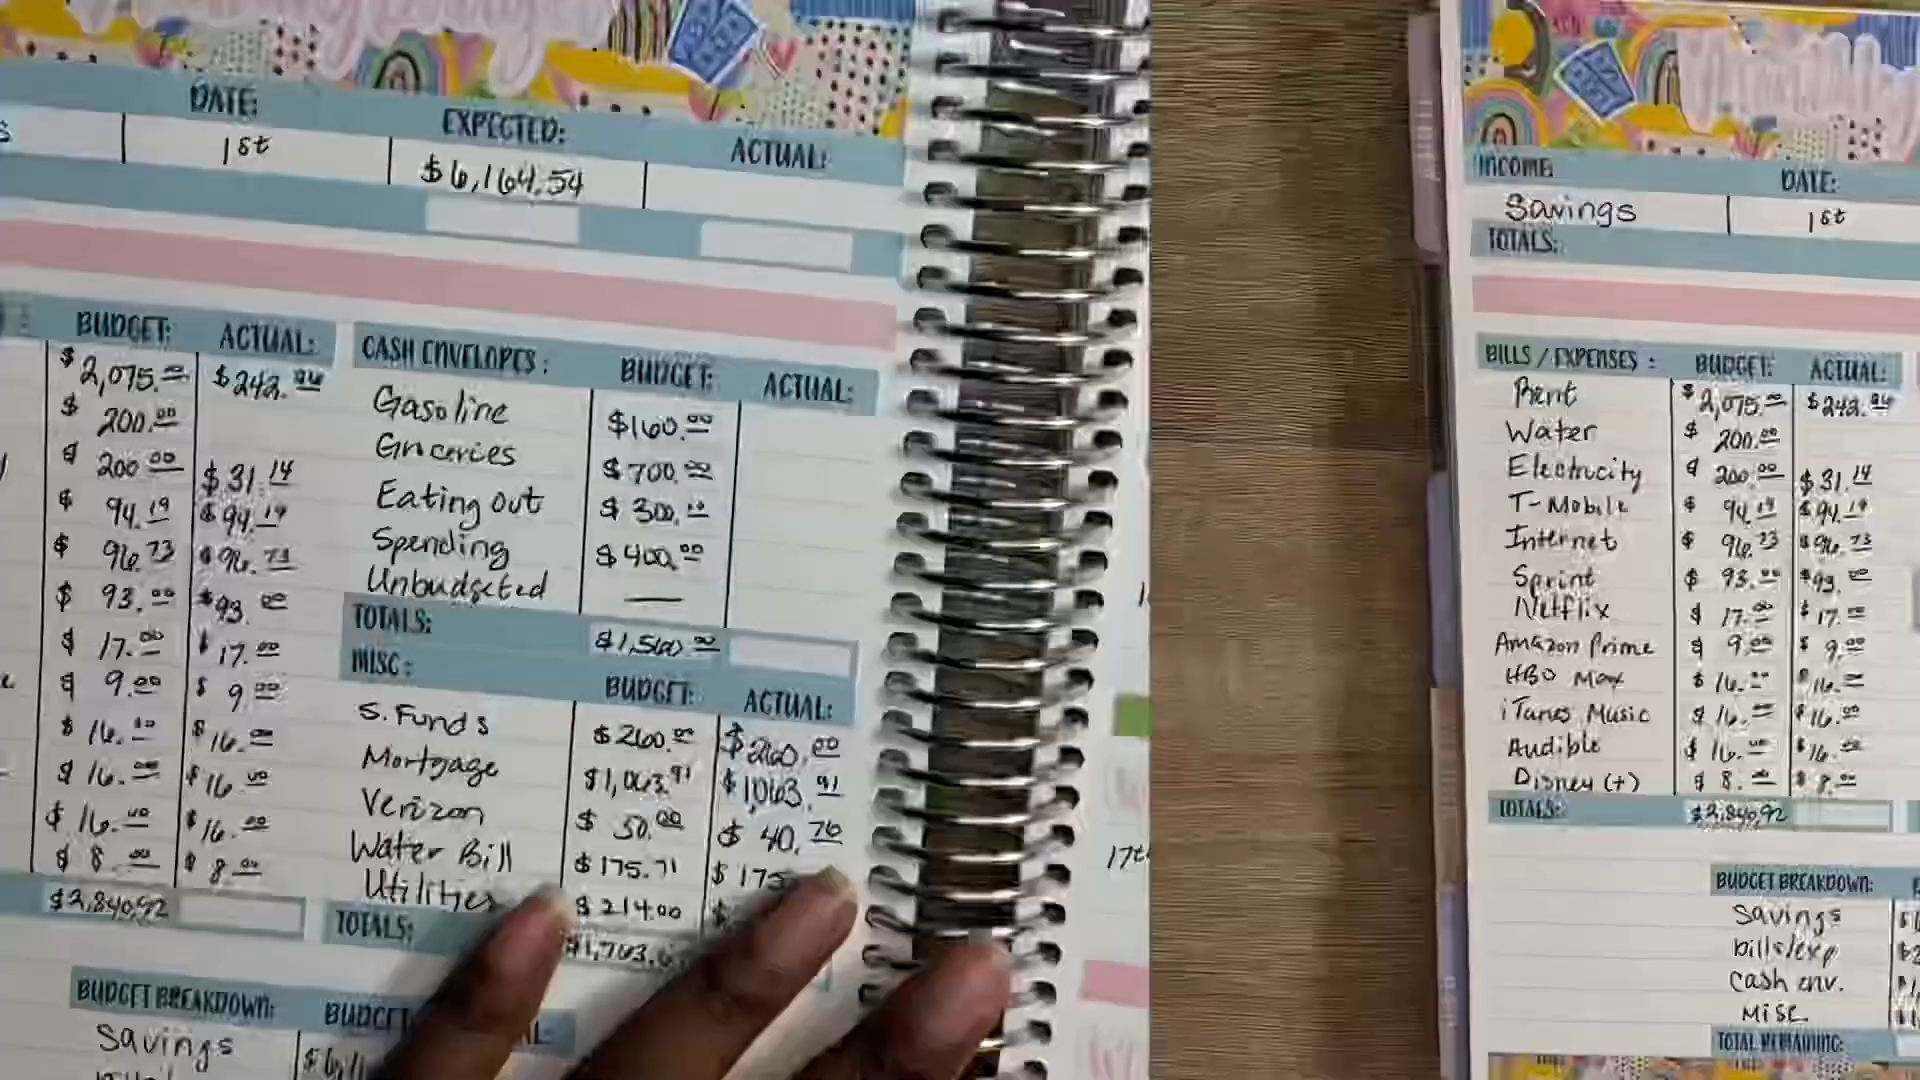 DATE: EXPECTED: ACTUAL:
1st $6,164.54
BUDGET: ACTUAL:
$2,075.00 $242.96
$200.00
$200.00 $31.14
$94.19 $94.19
$96.73 $96.73
$93.00 $93.00
$17.00 $17.00
$9.00 $9.00
$16.00 $16.00
$16.00 $16.00
$16.00 $16.00
$8.00 $8.00
$2,840.92
CASH ENVELOPES: BUDGET: ACTUAL:
Gasoline $160.00
Groceries $700.00
Eating out $300.00
Spending $400.00
Unbudgeted —
TOTALS: $1,560.00
MISC: BUDGET: ACTUAL:
S. Funds $260.00 $260.00
Mortgage $1,063.91 $1,063.91
Verizon $50.00 $40.76
Water Bill $175.71 $175
Utilities $214.00
TOTALS: $1,763.6
BUDGET BREAKDOWN:
Savings
17th
INCOME: DATE:
Savings 1st
TOTALS:
BILLS / EXPENSES: BUDGET: ACTUAL:
Rent $2,075.00 $242.96
Water $200.00
Electricity $200.00 $31.14
T-Mobile $94.19 $94.19
Internet $96.73 $96.73
Sprint $93.00 $93.00
Netflix $17.00 $17.00
Amazon Prime $9.00 $9.00
HBO Max $16.00 $16.00
iTunes Music $16.00 $16.00
Audible $16.00 $16.00
Disney (+) $8.00 $8.00
TOTALS: $2,840.92
BUDGET BREAKDOWN:
Savings
bills/exp
cash env.
Misc.
TOTAL REMAINING: